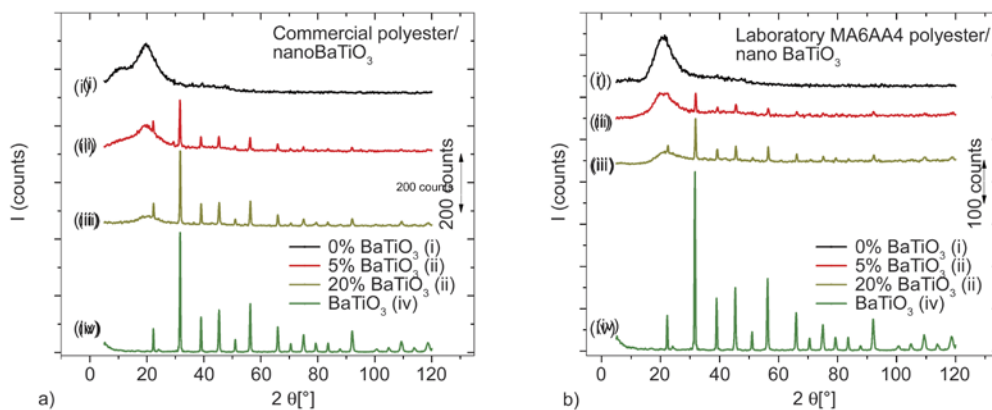 Commercial polyester/
nanoBaTiO3
(i)
(ii)
(iii)
(iv)
I (counts)
200 counts
200 counts
0% BaTiO3 (i)
5% BaTiO3 (ii)
20% BaTiO3 (ii)
BaTiO3 (iv)
0 20 40 60 80 100 120
2 θ[°]
a)
Laboratory MA6AA4 polyester/
nano BaTiO3
(i)
(ii)
(iii)
(iv)
I (counts)
100 counts
0% BaTiO3 (i)
5% BaTiO3 (ii)
20% BaTiO3 (ii)
BaTiO3 (iv)
0 20 40 60 80 100 120
2 θ[°]
b)